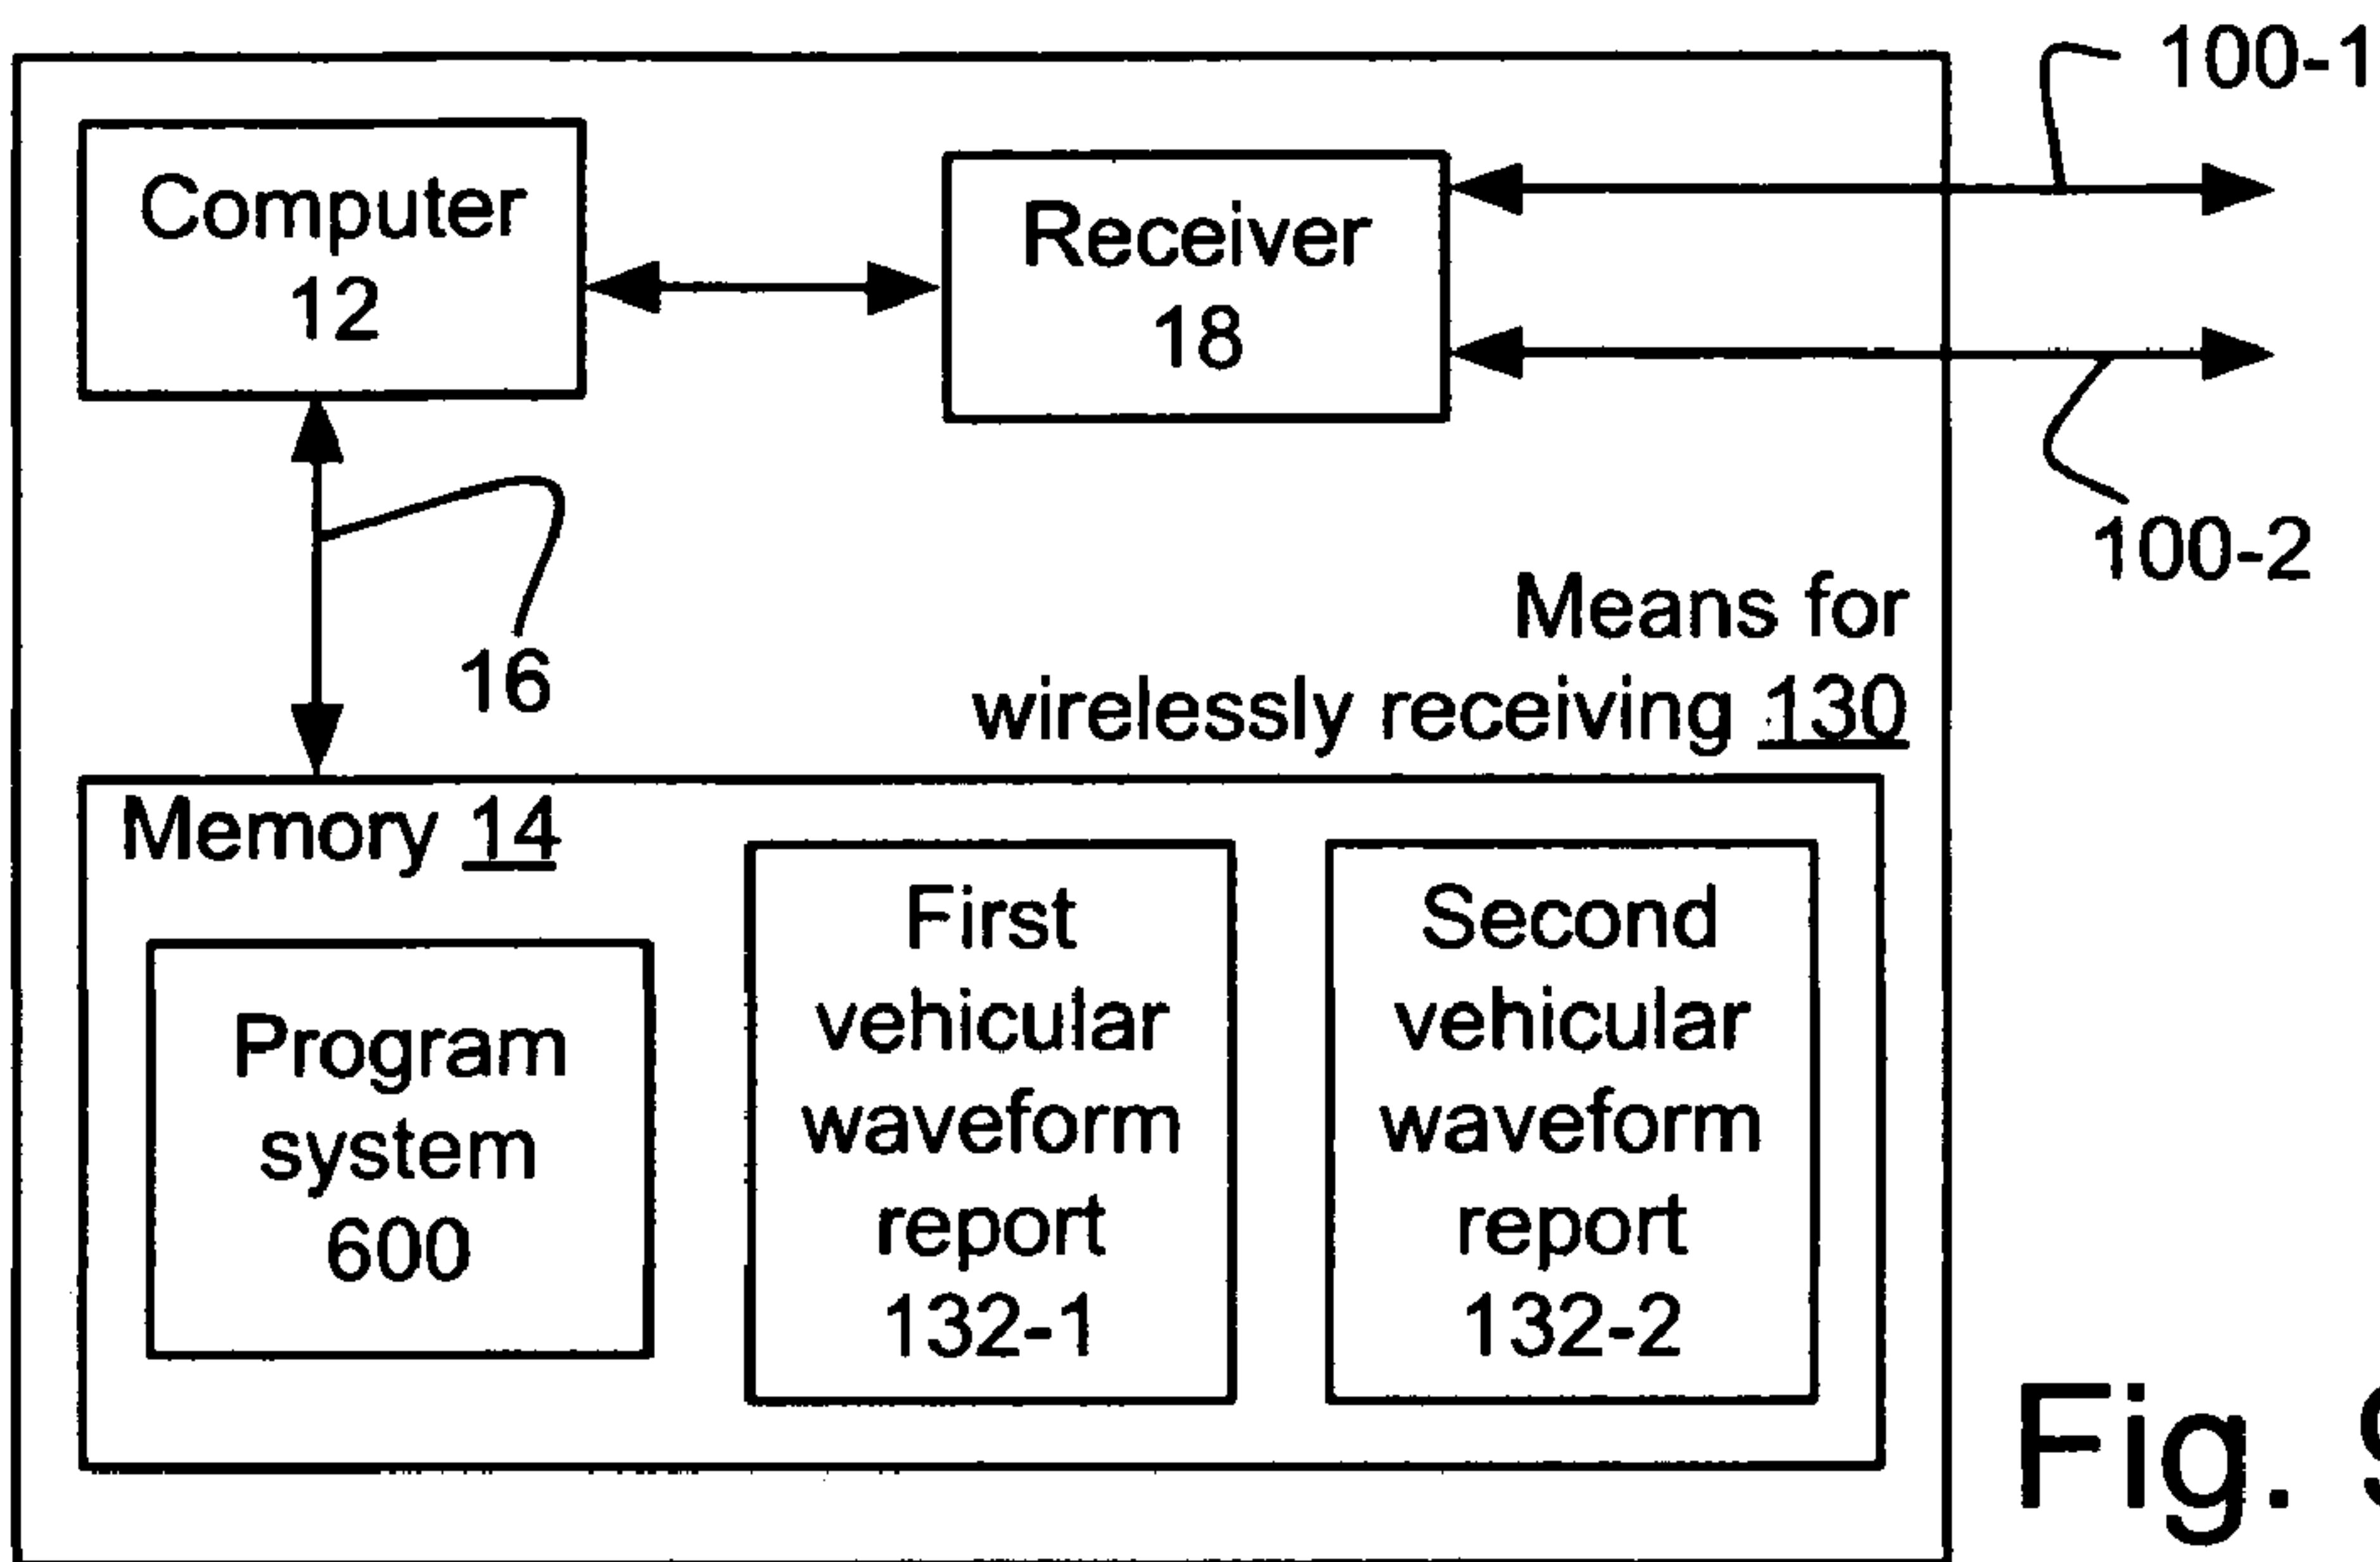 100-1
Computer
12
Receiver
18
100-2
16
Means for
wirelessly receiving 130
Memory 14
Program
system
600
First
vehicular
waveform
report
132-1
Second
vehicular
waveform
report
132-2
Fig.